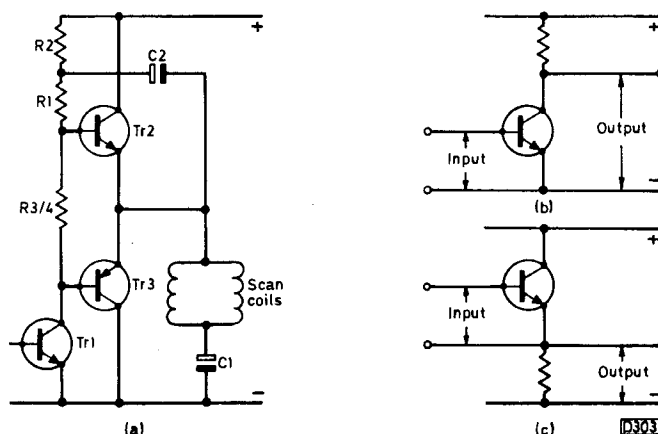 R2
+
C2
R1
Tr2
R3/4
Tr3
Scan
coils
Tr1
C1
−
(a)
+
Output
Input
−
(b)
+
Input
Output
−
(c)
D303